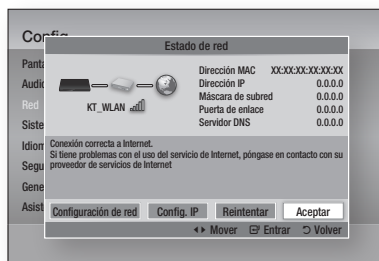 Config
Estado de red
Panta
Audio
Red
Siste
Idiom
Segu
Gene
Asist
KT_WLAN
Dirección MAC XX:XX:XX:XX:XX:XX
Dirección IP 0.0.0.0
Máscara de subred 0.0.0.0
Puerta de enlace 0.0.0.0
Servidor DNS 0.0.0.0
Conexión correcta a Internet.
Si tiene problemas con el uso del servicio de Internet, póngase en contacto con su
proveedor de servicios de Internet
Configuración de red Config. IP Reintentar Aceptar
Mover Entrar Volver